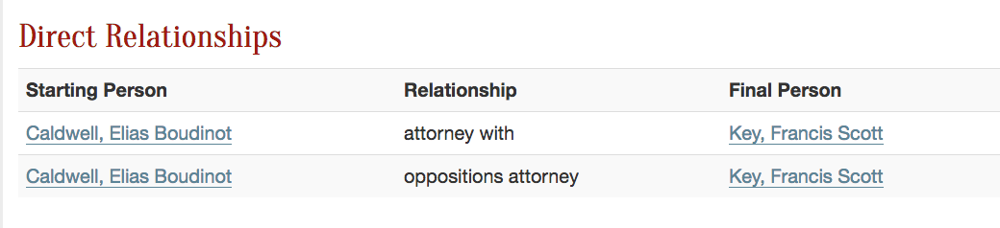 Direct Relationships
Starting Person Relationship Final Person
Caldwell, Elias Boudinot attorney with Key, Francis Scott
Caldwell, Elias Boudinot oppositions attorney Key, Francis Scott